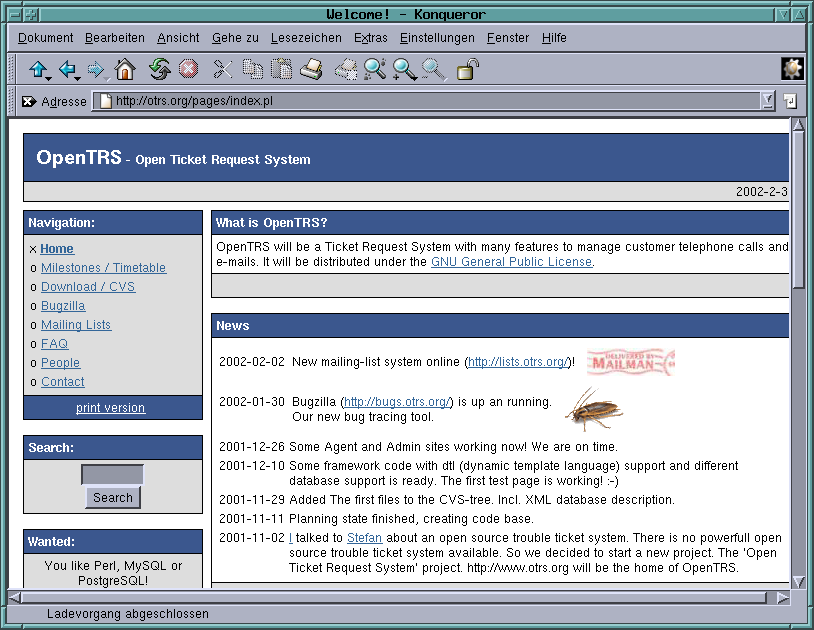 Welcome! - Konqueror
Dokument Bearbeiten Ansicht Gehe zu Lesezeichen Extras Einstellungen Fenster Hilfe
Adresse http://otrs.org/pages/index.pl
OpenTRS - Open Ticket Request System
2002-2-3
Navigation:
x Home
o Milestones / Timetable
o Download / CVS
o Bugzilla
o Mailing Lists
o FAQ
o People
o Contact
print version
Search:
Search
Wanted:
You like Perl, MySQL or
PostgreSQL!
What is OpenTRS?
OpenTRS will be a Ticket Request System with many features to manage customer telephone calls and
e-mails. It will be distributed under the GNU General Public License.
News
2002-02-02 New mailing-list system online (http://lists.otrs.org/)!
DELIVERED BY
MAILMAN
2002-01-30 Bugzilla (http://bugs.otrs.org/) is up an running.
Our new bug tracing tool.
2001-12-26 Some Agent and Admin sites working now! We are on time.
2001-12-10 Some framework code with dtl (dynamic template language) support and different
database support is ready. The first test page is working! :-)
2001-11-29 Added The first files to the CVS-tree. Incl. XML database description.
2001-11-11 Planning state finished, creating code base.
2001-11-02 I talked to Stefan about an open source trouble ticket system. There is no powerfull open
source trouble ticket system available. So we decided to start a new project. The 'Open
Ticket Request System' project. http://www.otrs.org will be the home of OpenTRS.
Ladevorgang abgeschlossen